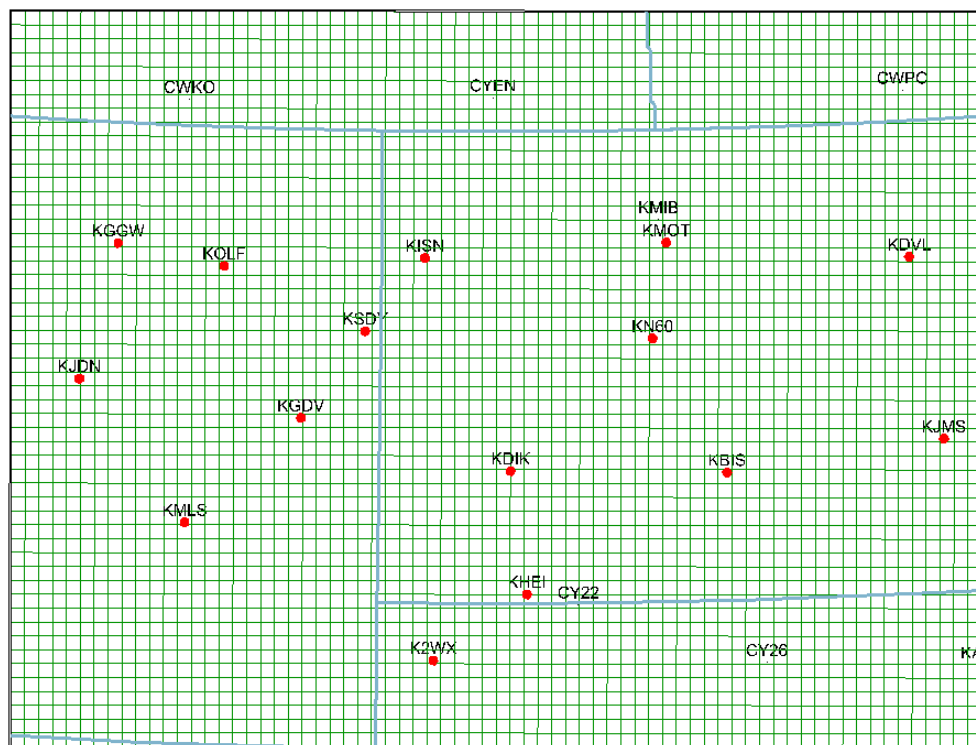 CWKO
CYEN
CWPC
KMIB
KGGW
KMOT
KOLF
KISN
KDVL
KSDY
KN60
KJDN
KGDV
KJMS
KDIK
KBIS
KMLS
KHEI
CY22
K2WX
CY26